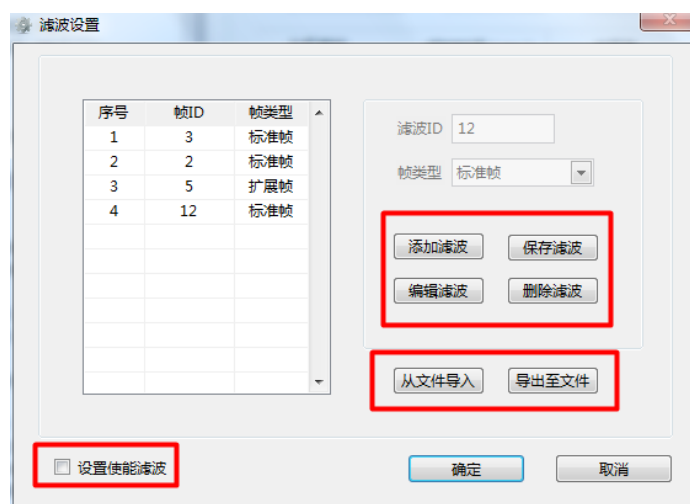 滤波设置
序号 帧ID 帧类型
1 3 标准帧
2 2 标准帧
3 5 扩展帧
4 12 标准帧
滤波ID 12
帧类型 标准帧
添加滤波 保存滤波
编辑滤波 删除滤波
从文件导入 导出至文件
设置使能滤波 确定 取消